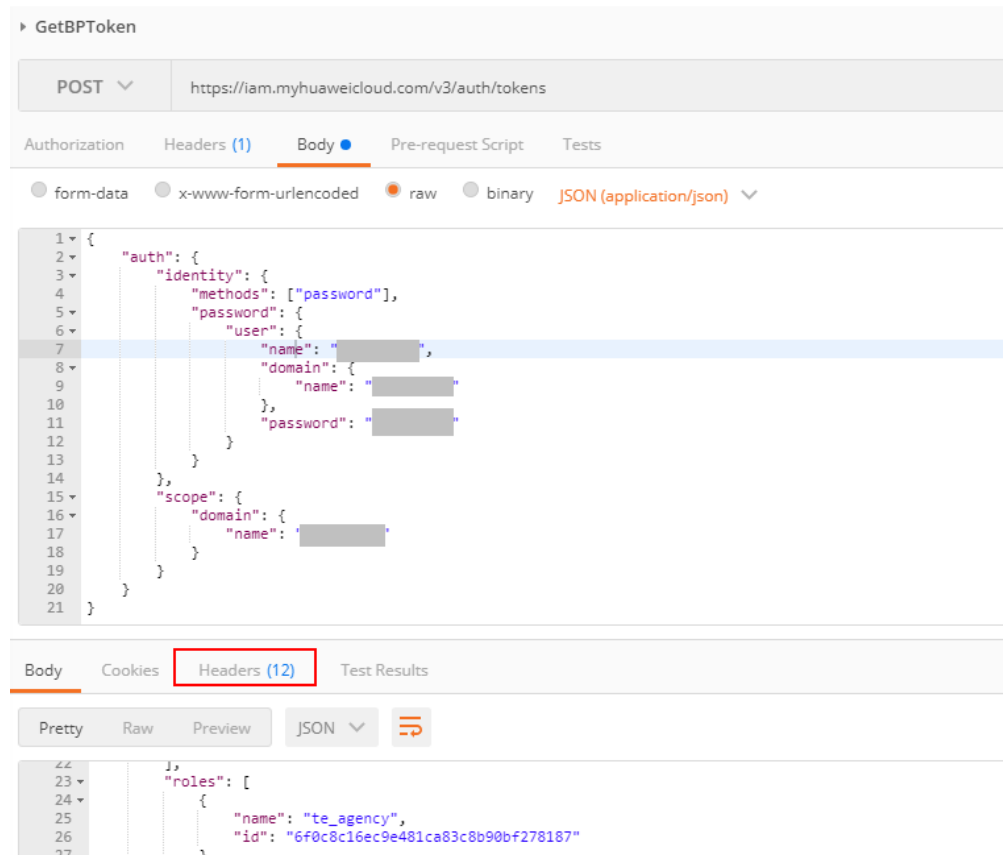 GetBPToken
POST https://iam.myhuaweicloud.com/v3/auth/tokens
Authorization Headers (1) Body Pre-request Script Tests
form-data x-www-form-urlencoded raw binary JSON (application/json)
1 {
2 "auth": {
3 "identity": {
4 "methods": ["password"],
5 "password": {
6 "user": {
7 "name": " ",
8 "domain": {
9 "name": " "
10 },
11 "password": " "
12 }
13 }
14 },
15 "scope": {
16 "domain": {
17 "name": " "
18 }
19 }
20 }
21 }
Body Cookies Headers (12) Test Results
Pretty Raw Preview JSON
22 ],
23 "roles": [
24 {
25 "name": "te_agency",
26 "id": "6f0c8c16ec9e481ca83c8b90bf278187"
27 }